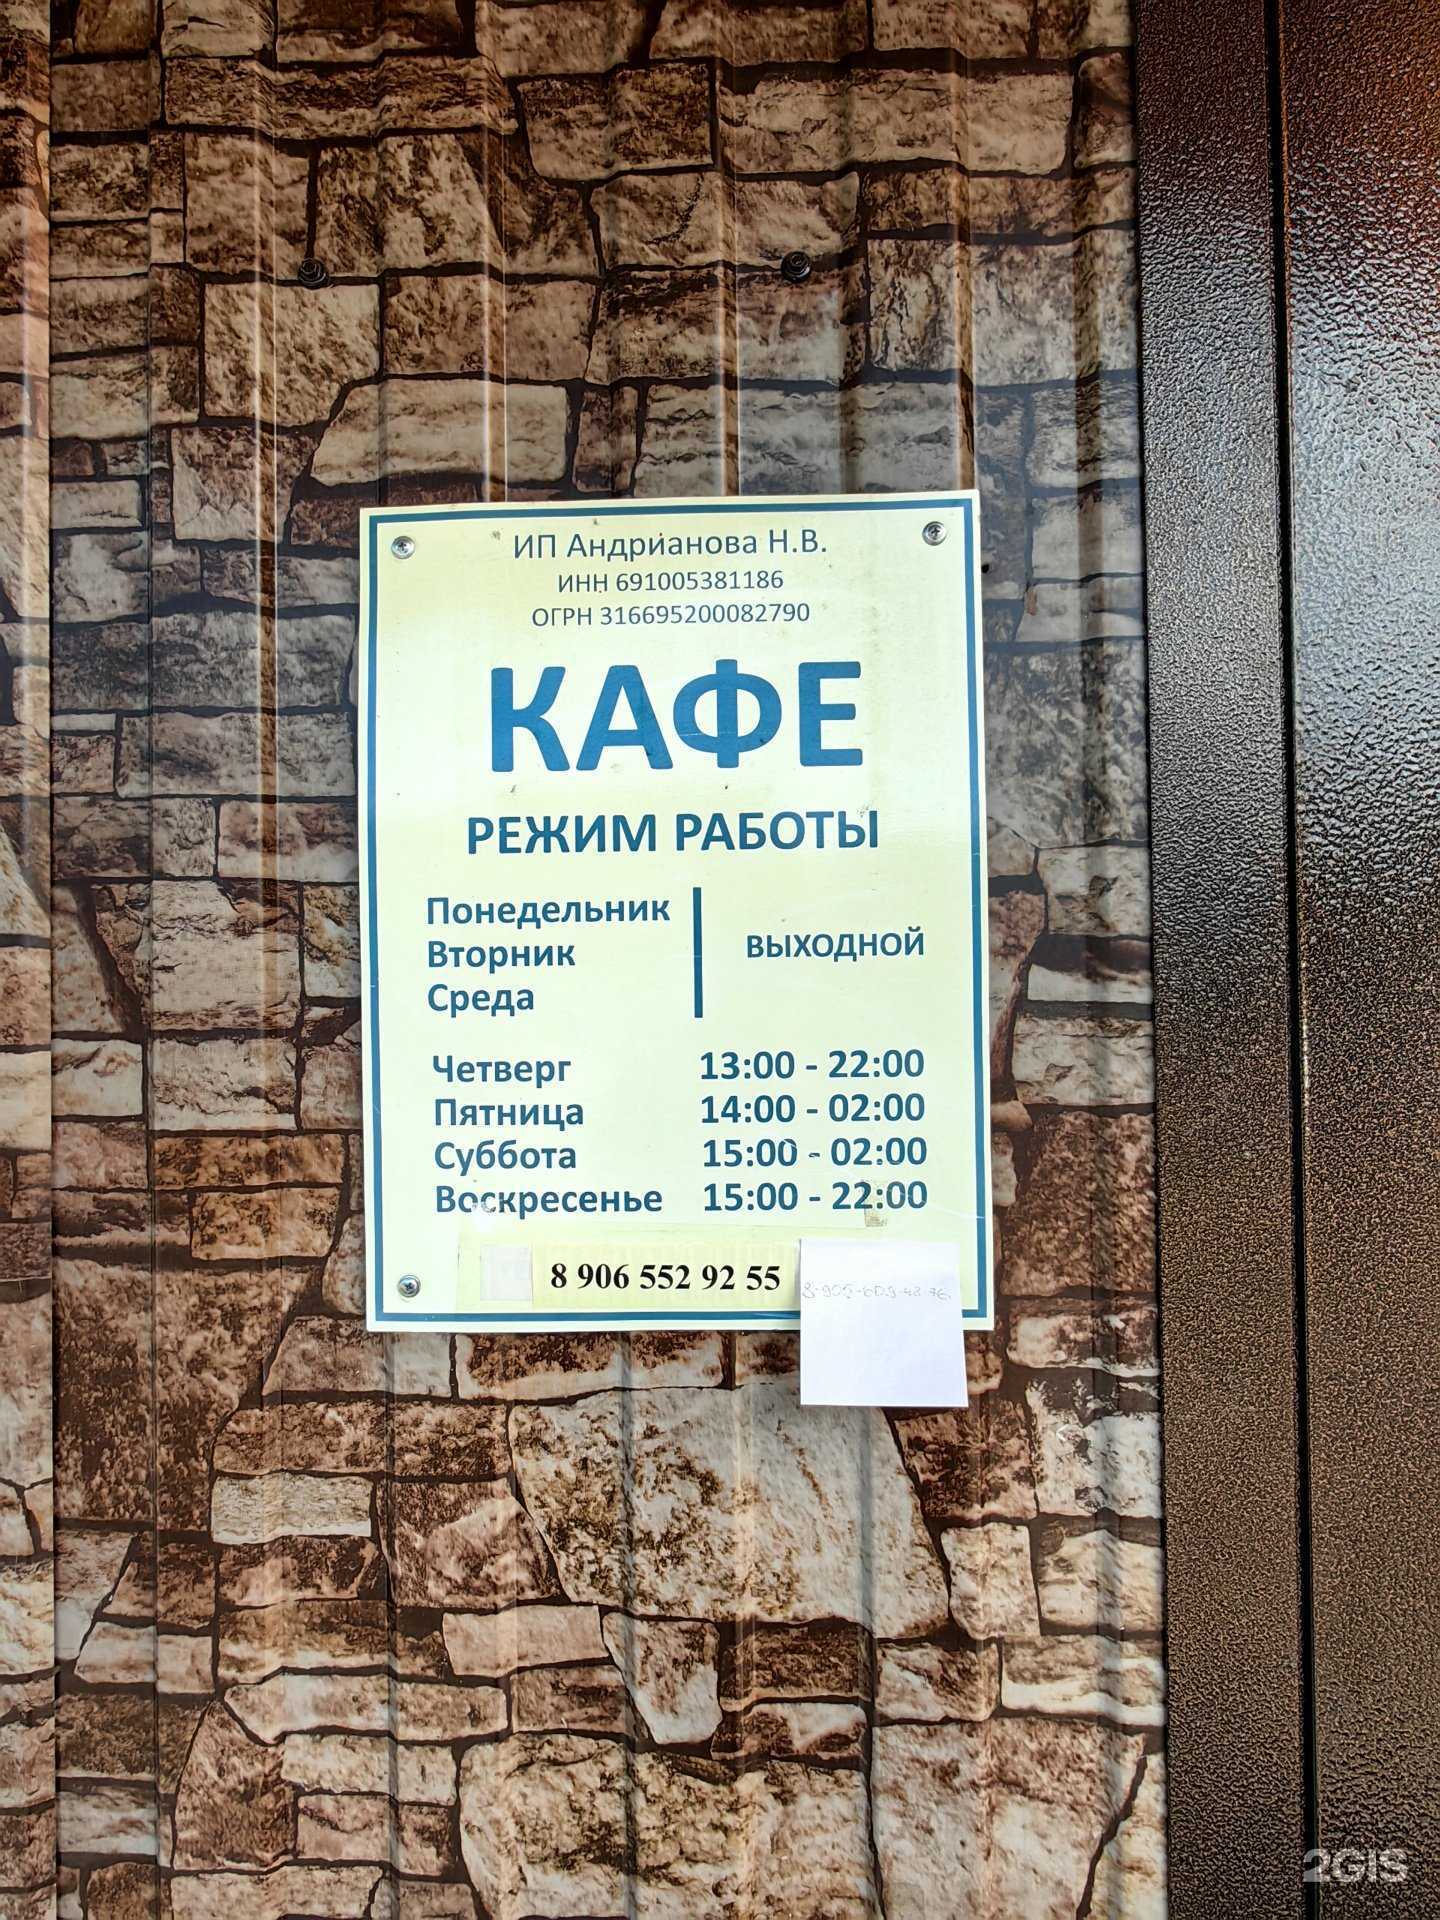 ИП Андрианова Н.В.
ИНН 691005381186
ОГРН 316695200082790
КАФЕ
РЕЖИМ РАБОТЫ
Понедельник
Вторник
Среда
ВЫХОДНОЙ
Четверг 13:00 - 22:00
Пятница 14:00 - 02:00
Суббота 15:00 - 02:00
Воскресенье 15:00 - 22:00
8 906 552 92 55
2GIS